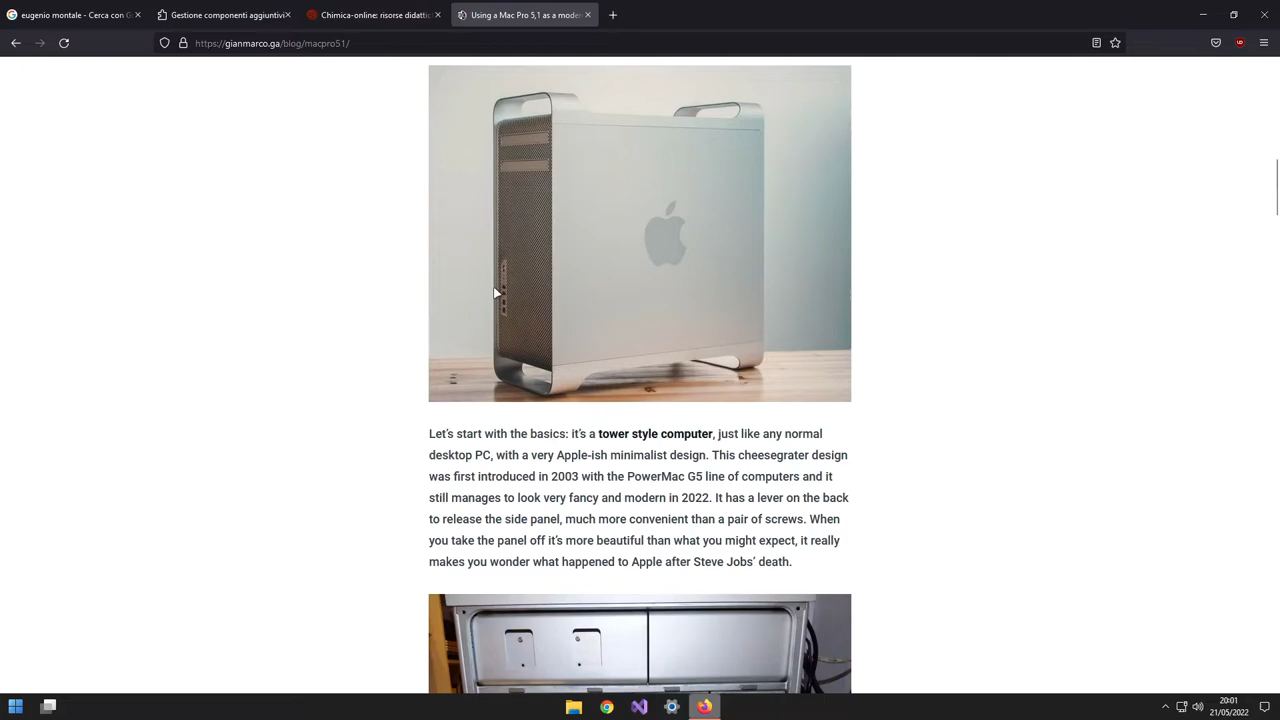 eugenio montale - Cerca con G
Gestione componenti aggiuntivi
Chimica-online: risorse didattic
Using a Mac Pro 5,1 as a moder
https://gianmarco.ga/blog/macpro51/
Let's start with the basics: it's a tower style computer, just like any normal
desktop PC, with a very Apple-ish minimalist design. This cheesegrater design
was first introduced in 2003 with the PowerMac G5 line of computers and it
still manages to look very fancy and modern in 2022. It has a lever on the back
to release the side panel, much more convenient than a pair of screws. When
you take the panel off it's more beautiful than what you might expect, it really
makes you wonder what happened to Apple after Steve Jobs' death.
20:01
21/05/2022